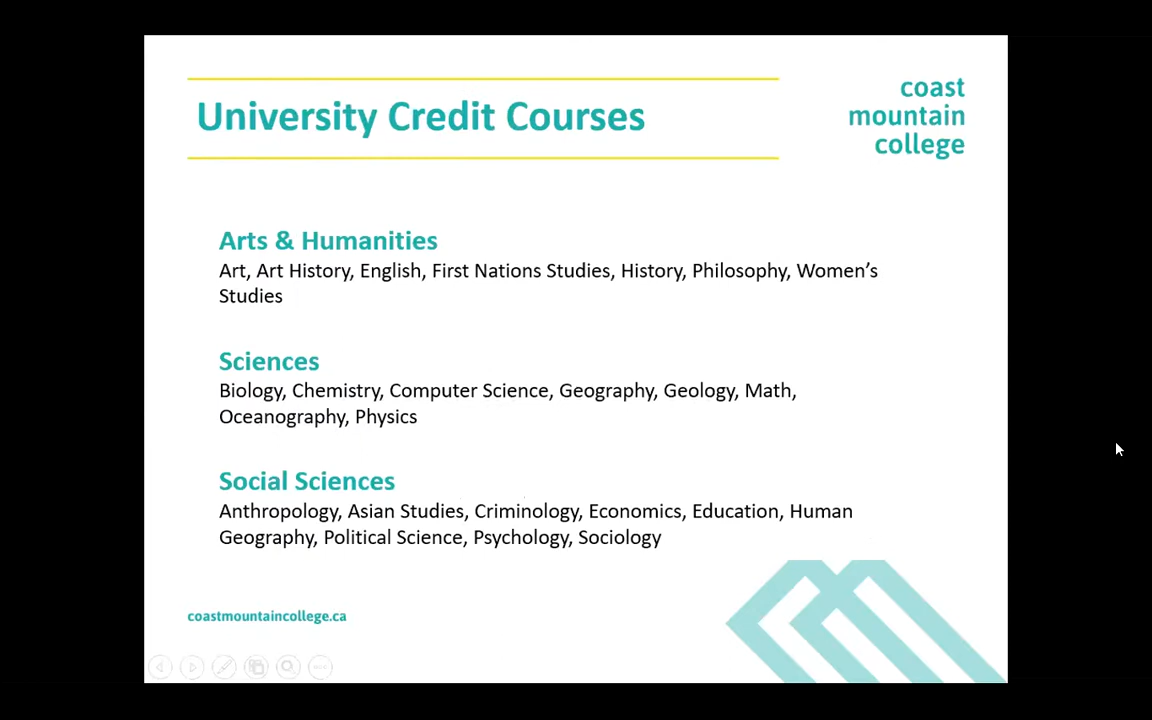 University Credit Courses
coast
mountain
college
Arts & Humanities
Art, Art History, English, First Nations Studies, History, Philosophy, Women’s
Studies
Sciences
Biology, Chemistry, Computer Science, Geography, Geology, Math,
Oceanography, Physics
Social Sciences
Anthropology, Asian Studies, Criminology, Economics, Education, Human
Geography, Political Science, Psychology, Sociology
coastmountaincollege.ca